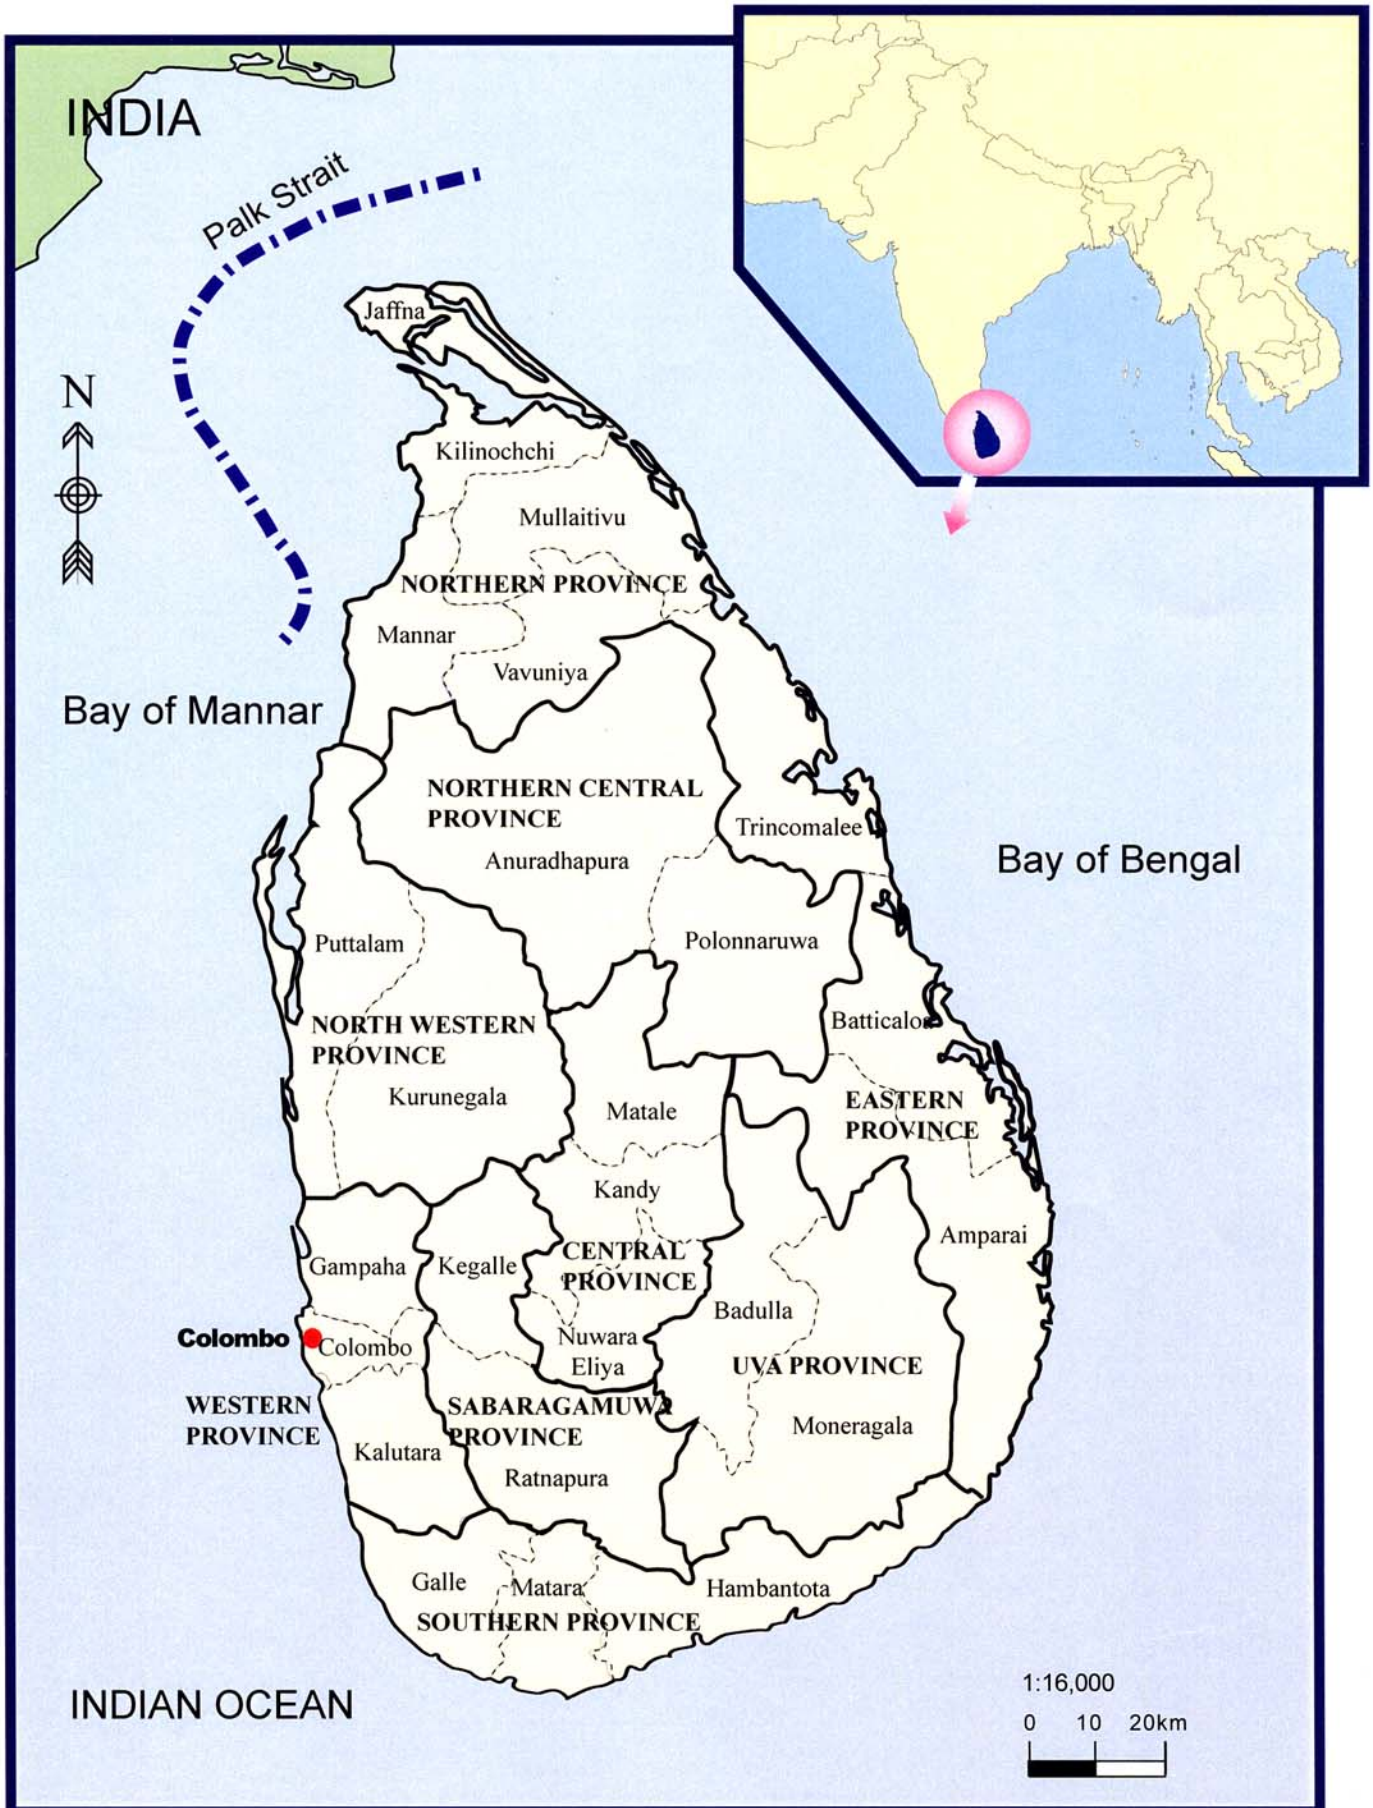 INDIA
Palk Strait
Jaffna
N
Kilinochchi
Mullaitivu
NORTHERN PROVINCE
Mannar
Vavuniya
Bay of Mannar
NORTHERN CENTRAL
PROVINCE
Trincomalee
Anuradhapura
Bay of Bengal
Puttalam
Polonnaruwa
NORTH WESTERN
PROVINCE
Batticaloa
Kurunegala
Matale
EASTERN
PROVINCE
Kandy
Amparai
Gampaha
Kegalle
CENTRAL
PROVINCE
Badulla
Colombo
Colombo
Nuwara
Eliya
UVA PROVINCE
WESTERN
PROVINCE
SABARAGAMUWA
PROVINCE
Moneragala
Kalutara
Ratnapura
Galle
Matara
Hambantota
SOUTHERN PROVINCE
INDIAN OCEAN
1:16,000
0 10 20km